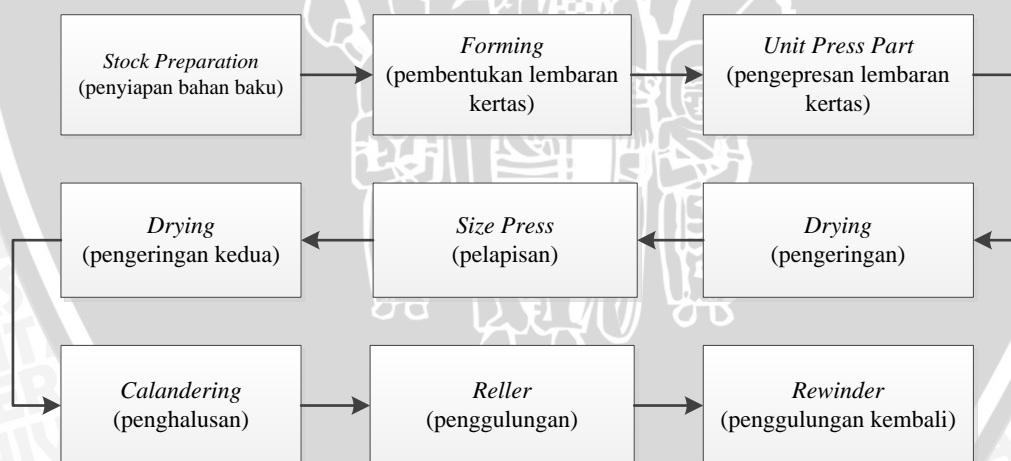 Stock Preparation
(penyiapan bahan baku)
Forming
(pembentukan lembaran
kertas)
Unit Press Part
(pengepresan lembaran
kertas)
Drying
(pengeringan)
Size Press
(pelapisan)
Drying
(pengeringan kedua)
Calandering
(penghalusan)
Reller
(penggulungan)
Rewinder
(penggulungan kembali)